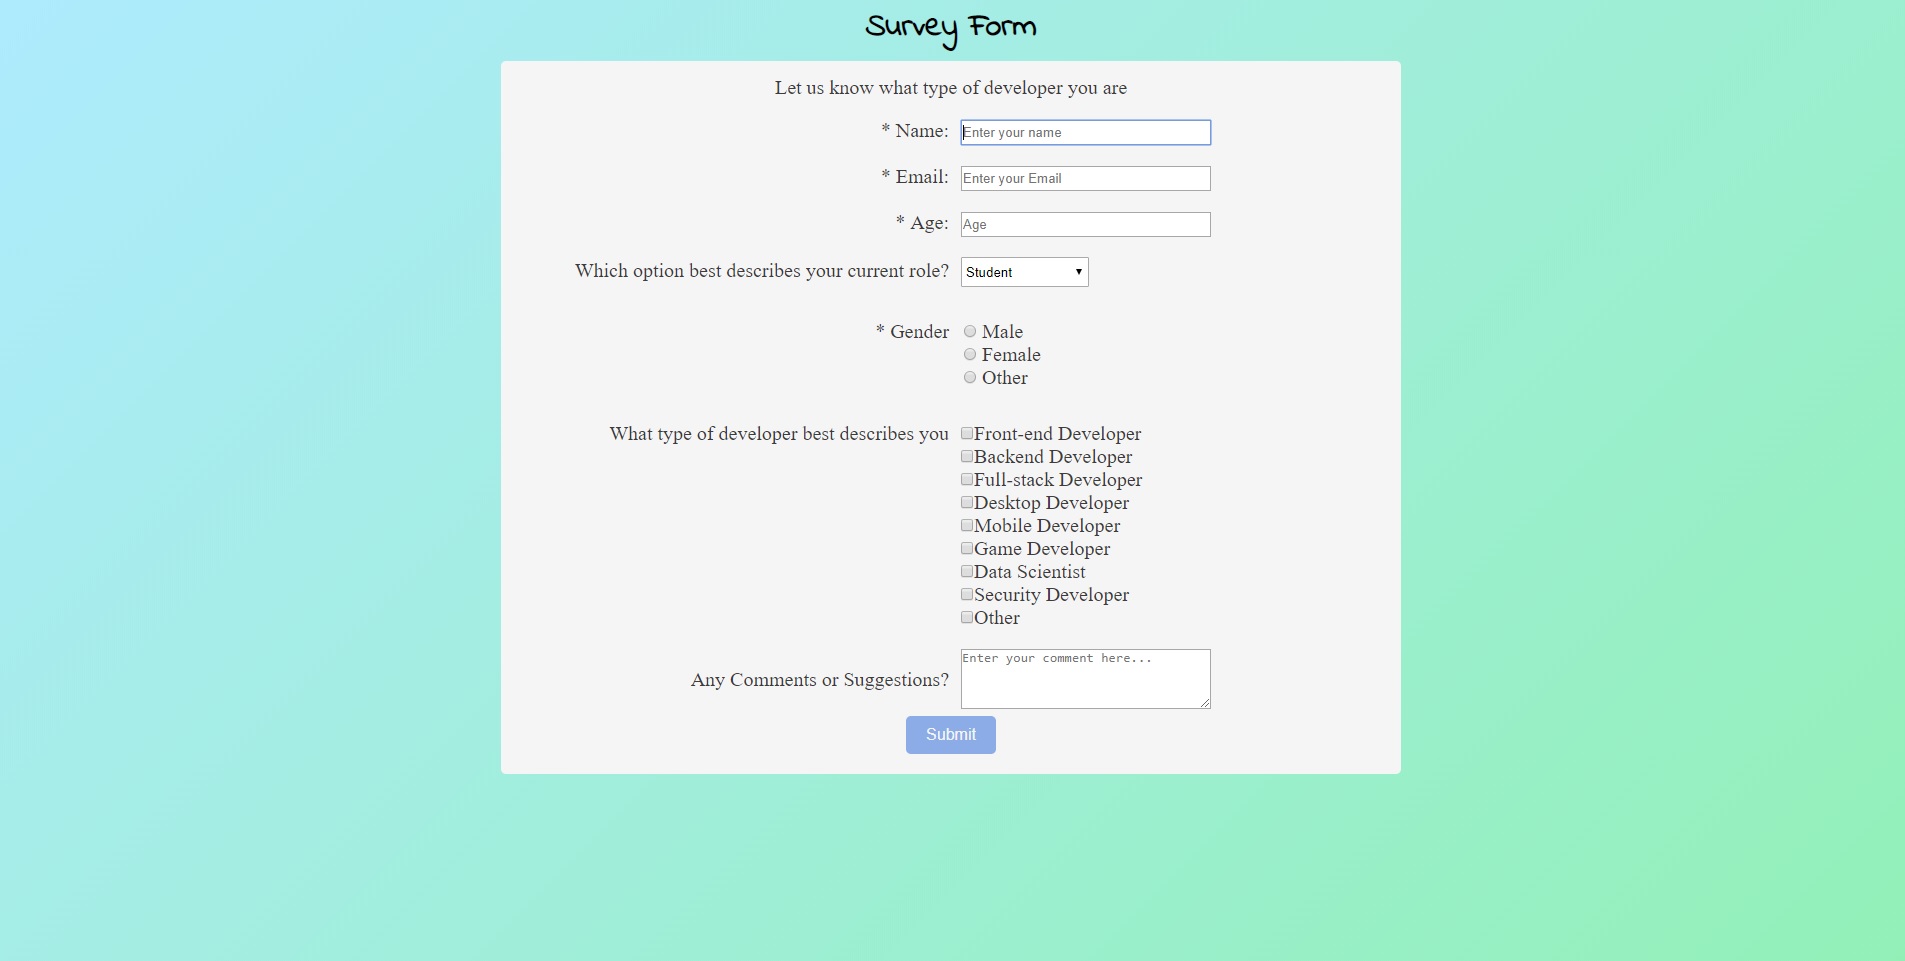 Survey Form
Let us know what type of developer you are
* Name: Enter your name
* Email: Enter your Email
* Age: Age
Which option best describes your current role? Student
* Gender Male
Female
Other
What type of developer best describes you Front-end Developer
Backend Developer
Full-stack Developer
Desktop Developer
Mobile Developer
Game Developer
Data Scientist
Security Developer
Other
Any Comments or Suggestions? Enter your comment here...
Submit